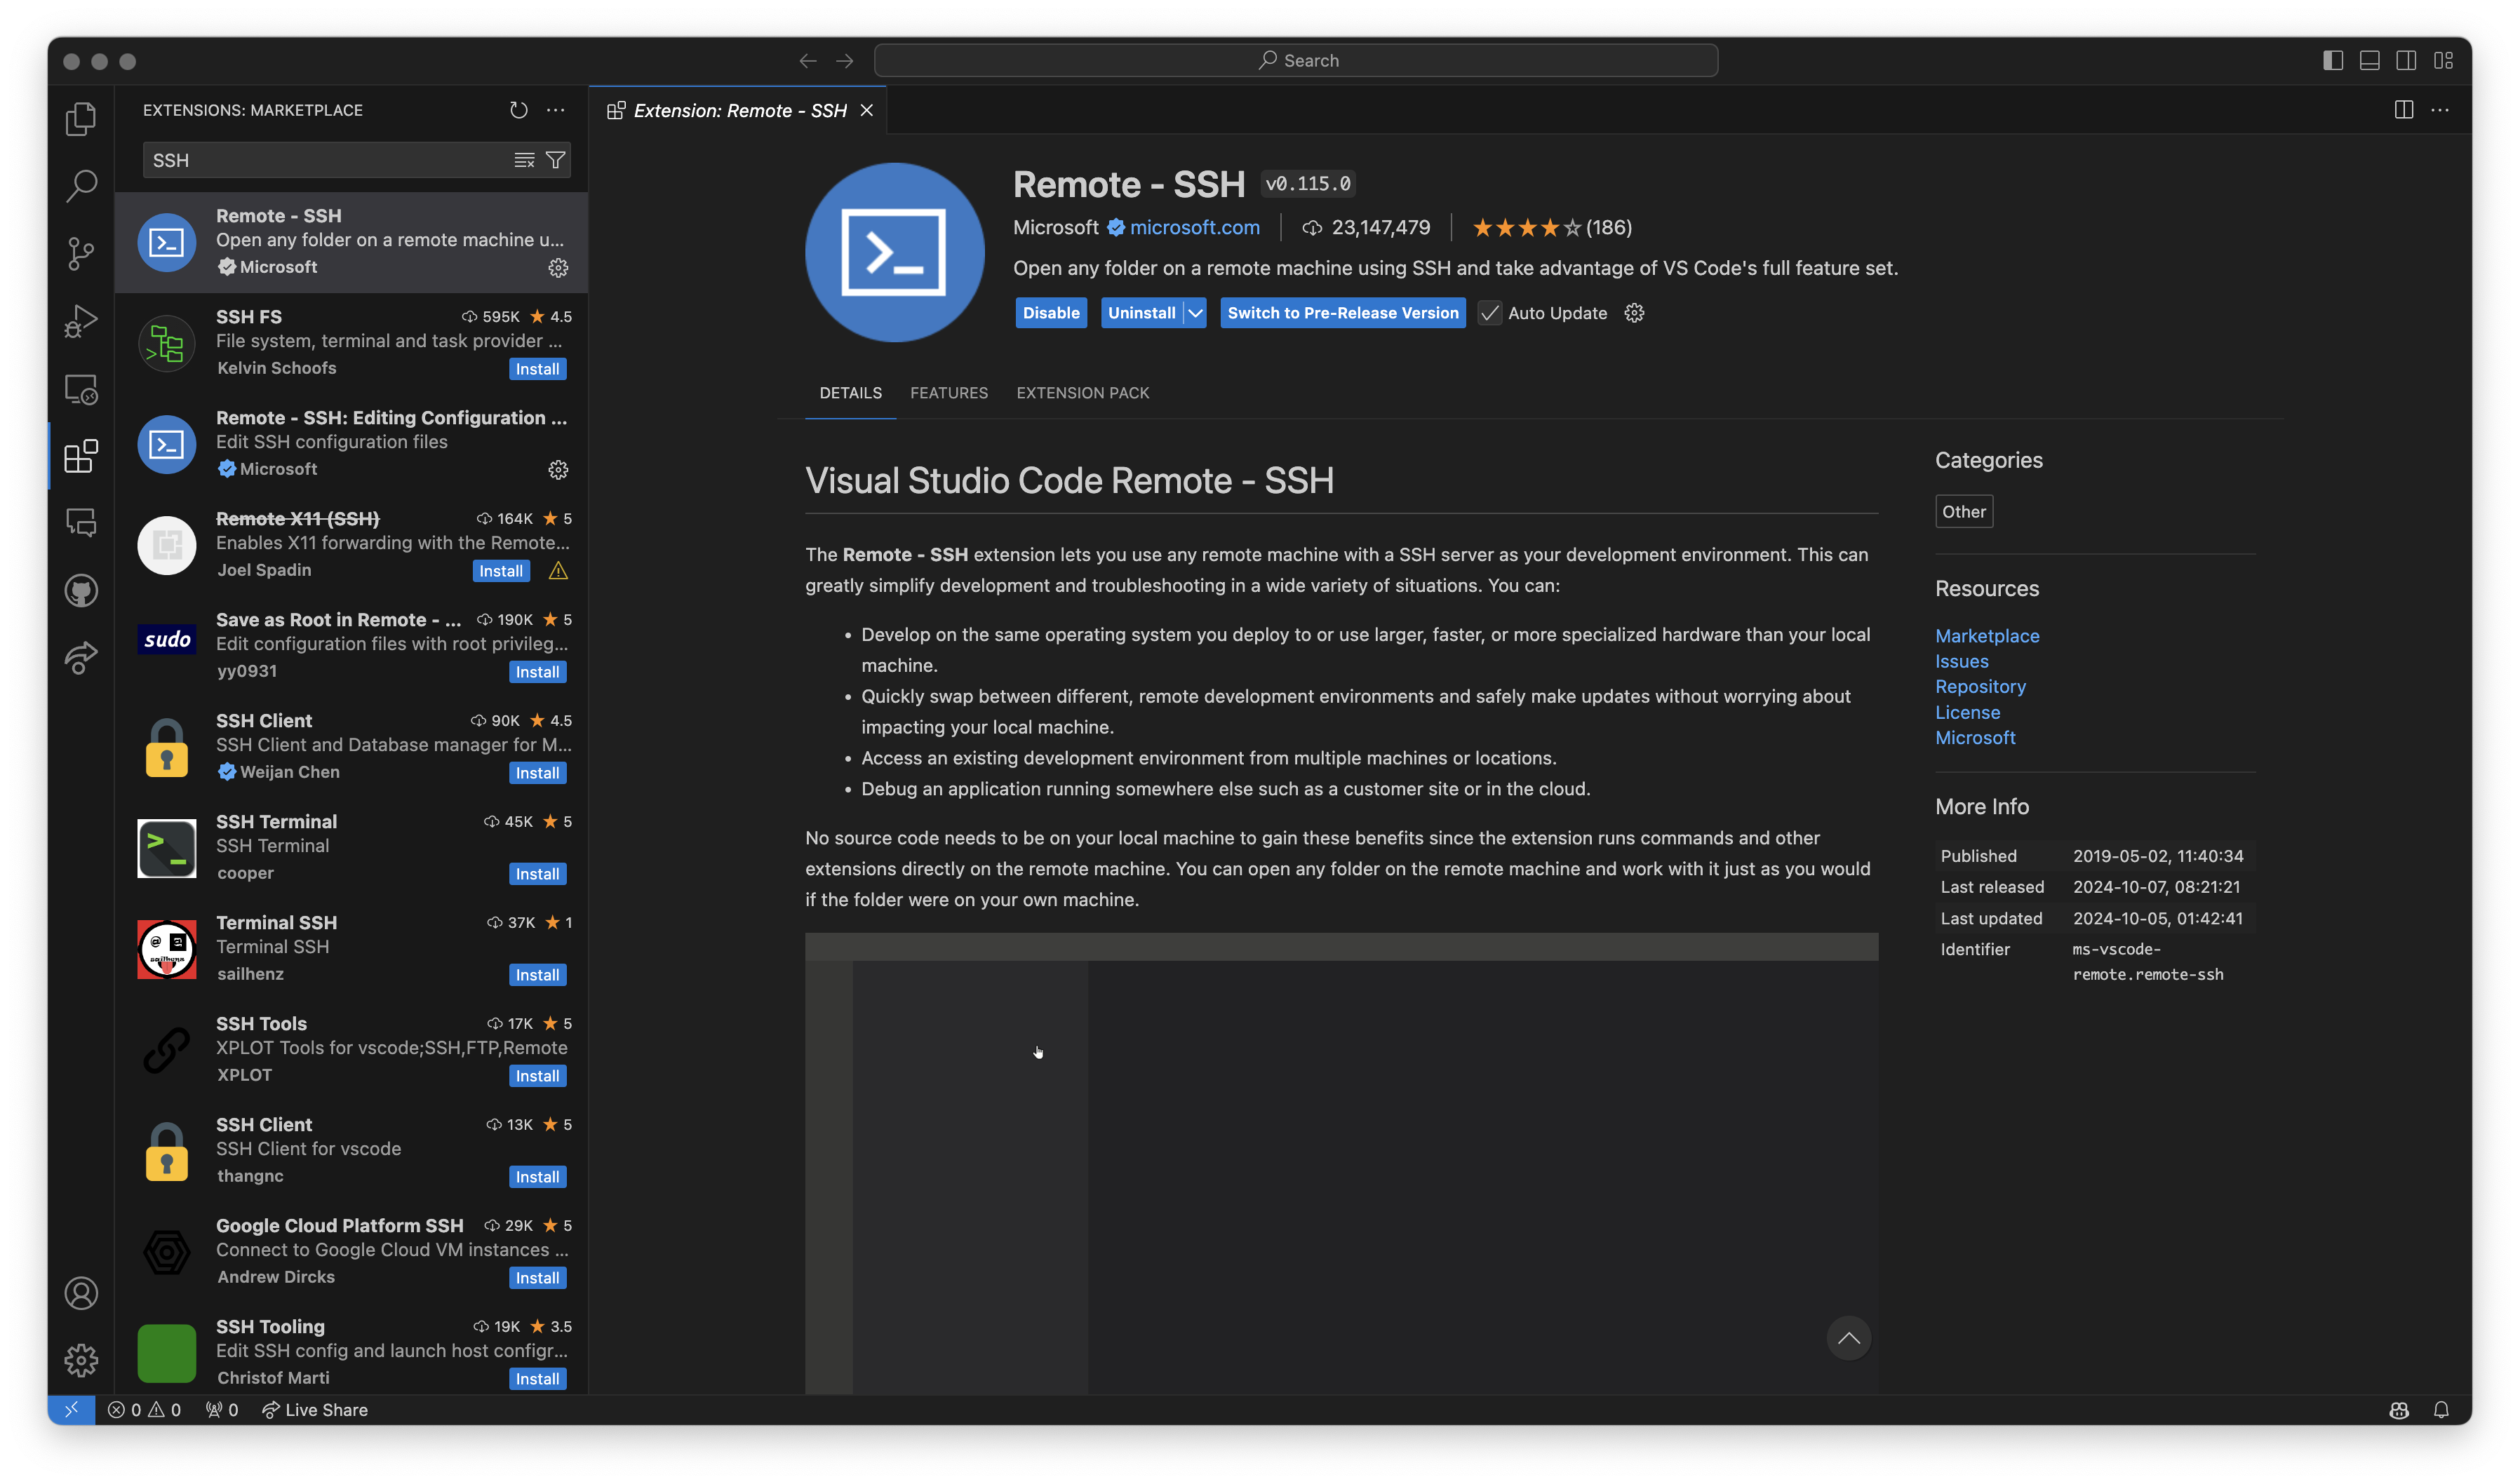 Search
EXTENSIONS: MARKETPLACE
SSH
Remote - SSH
Open any folder on a remote machine u...
Microsoft
SSH FS 595K 4.5
File system, terminal and task provider ...
Kelvin Schoofs Install
Remote - SSH: Editing Configuration ...
Edit SSH configuration files
Microsoft
Remote X11 (SSH) 164K 5
Enables X11 forwarding with the Remote...
Joel Spadin Install
Save as Root in Remote - ... 190K 5
sudo
Edit configuration files with root privileg...
yy0931 Install
SSH Client 90K 4.5
SSH Client and Database manager for M...
Weijan Chen Install
SSH Terminal 45K 5
SSH Terminal
cooper Install
Terminal SSH 37K 1
Terminal SSH
sailhenz Install
SSH Tools 17K 5
XPLOT Tools for vscode;SSH,FTP,Remote
XPLOT Install
SSH Client 13K 5
SSH Client for vscode
thangnc Install
Google Cloud Platform SSH 29K 5
Connect to Google Cloud VM instances ...
Andrew Dircks Install
SSH Tooling 19K 3.5
Edit SSH config and launch host configr...
Christof Marti Install
Extension: Remote - SSH
Remote - SSH v0.115.0
Microsoft microsoft.com 23,147,479 (186)
Open any folder on a remote machine using SSH and take advantage of VS Code's full feature set.
Disable Uninstall Switch to Pre-Release Version Auto Update
DETAILS FEATURES EXTENSION PACK
Visual Studio Code Remote - SSH
The Remote - SSH extension lets you use any remote machine with a SSH server as your development environment. This can
greatly simplify development and troubleshooting in a wide variety of situations. You can:
• Develop on the same operating system you deploy to or use larger, faster, or more specialized hardware than your local
machine.
• Quickly swap between different, remote development environments and safely make updates without worrying about
impacting your local machine.
• Access an existing development environment from multiple machines or locations.
• Debug an application running somewhere else such as a customer site or in the cloud.
No source code needs to be on your local machine to gain these benefits since the extension runs commands and other
extensions directly on the remote machine. You can open any folder on the remote machine and work with it just as you would
if the folder were on your own machine.
Categories
Other
Resources
Marketplace
Issues
Repository
License
Microsoft
More Info
Published 2019-05-02, 11:40:34
Last released 2024-10-07, 08:21:21
Last updated 2024-10-05, 01:42:41
Identifier ms-vscode-
remote.remote-ssh
0 0 0 Live Share